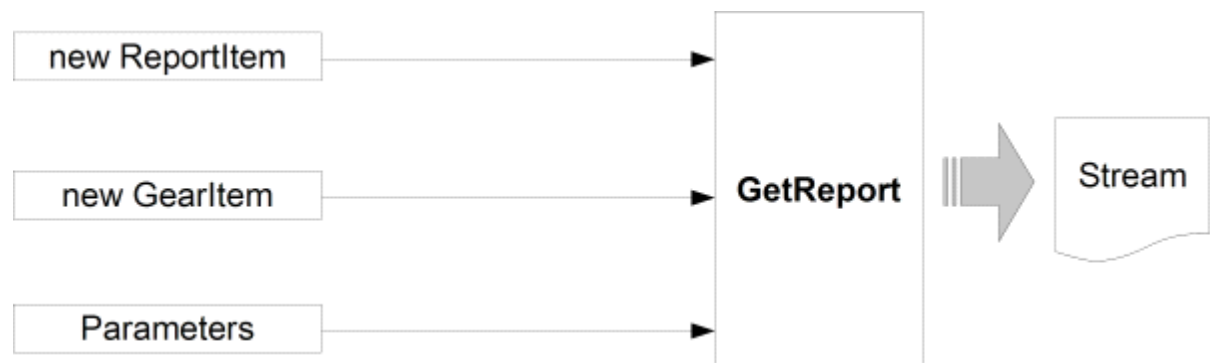 new ReportItem
new GearItem
Parameters
GetReport
Stream